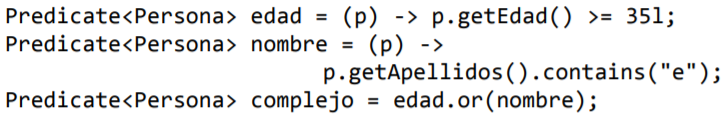 Predicate<Persona> edad = (p) -> p.getEdad() >= 35l;
Predicate<Persona> nombre = (p) ->
p.getApellidos().contains("e");
Predicate<Persona> complejo = edad.or(nombre);